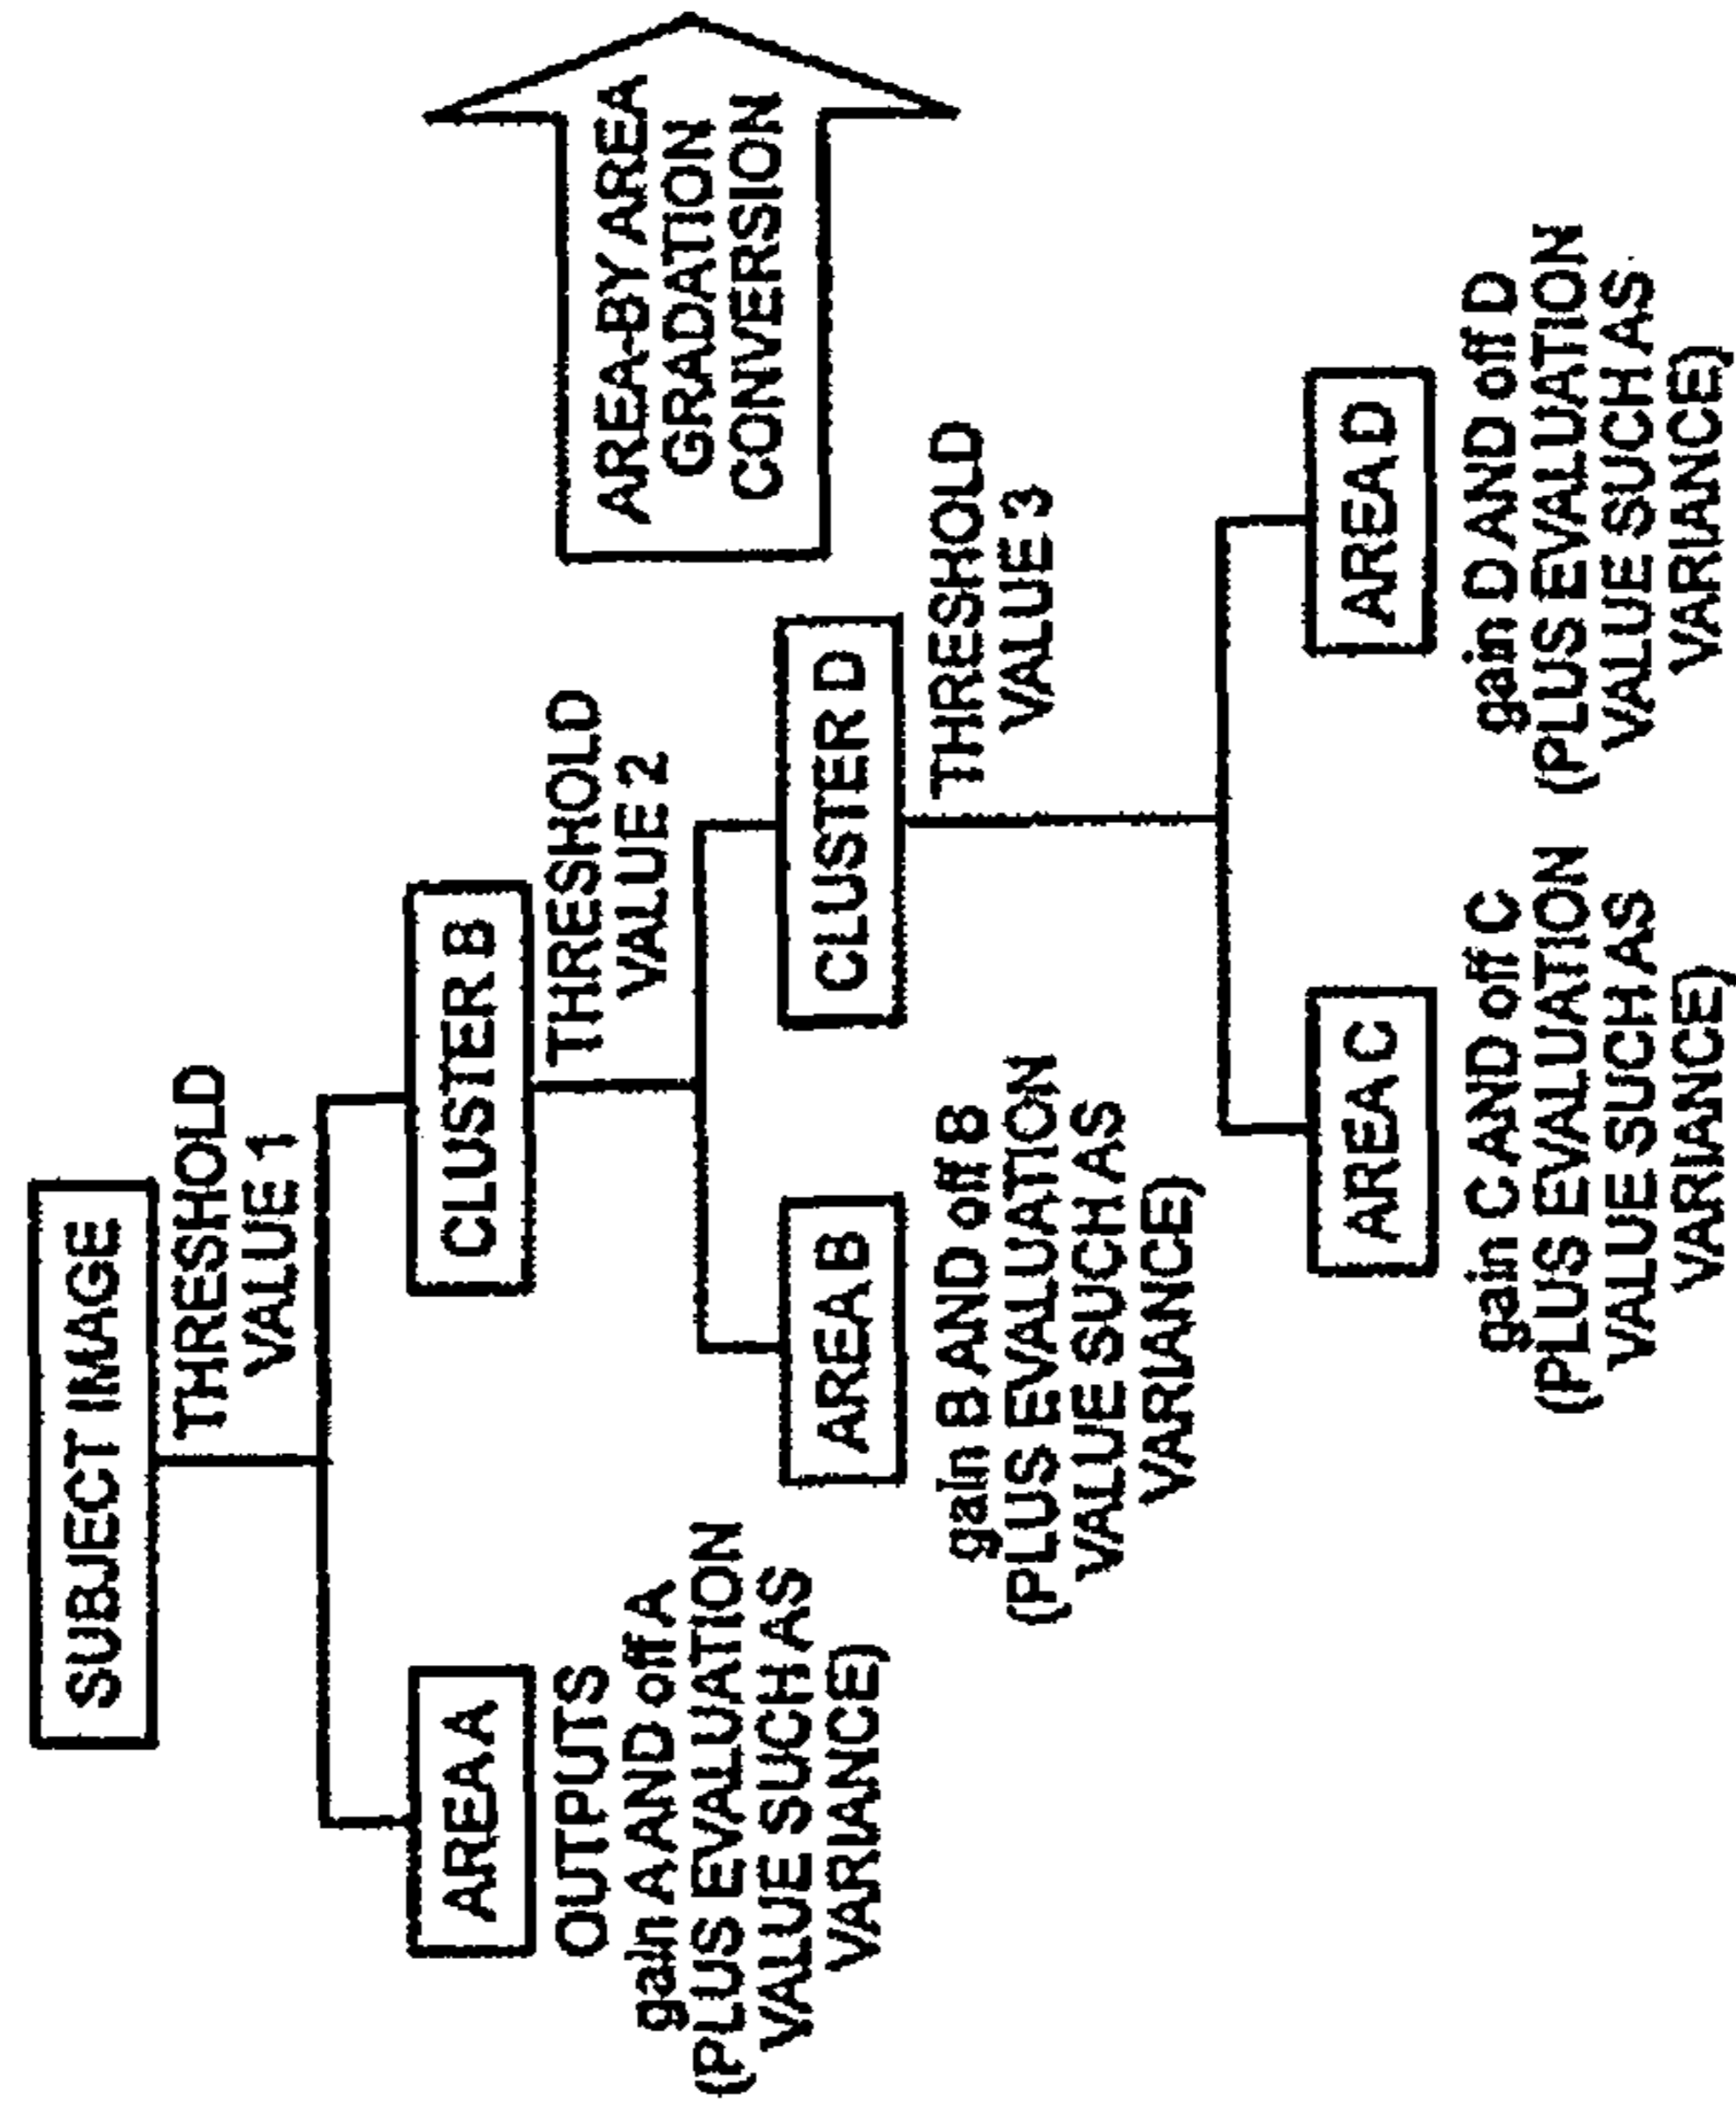 SUBJECT IMAGE
THRESHOLD
VALUE 1
AREA A
OUTPUTS
gain A AND off A
(PLUS EVALUATION
VALUE SUCH AS
VARIANCE)
CLUSTER B
THRESHOLD
VALUE 2
AREA B
gain B AND off B
(PLUS EVALUATION
VALUE SUCH AS
VARIANCE)
CLUSTER D
THRESHOLD
VALUE 3
AREA-BY AREA
GRADATION
CONVERSION
AREA C
gain C AND off C
(PLUS EVALUATION
VALUE SUCH AS
VARIANCE)
AREA D
gain D AND off D
(PLUS EVALUATION
VALUE SUCH AS
VARIANCE)